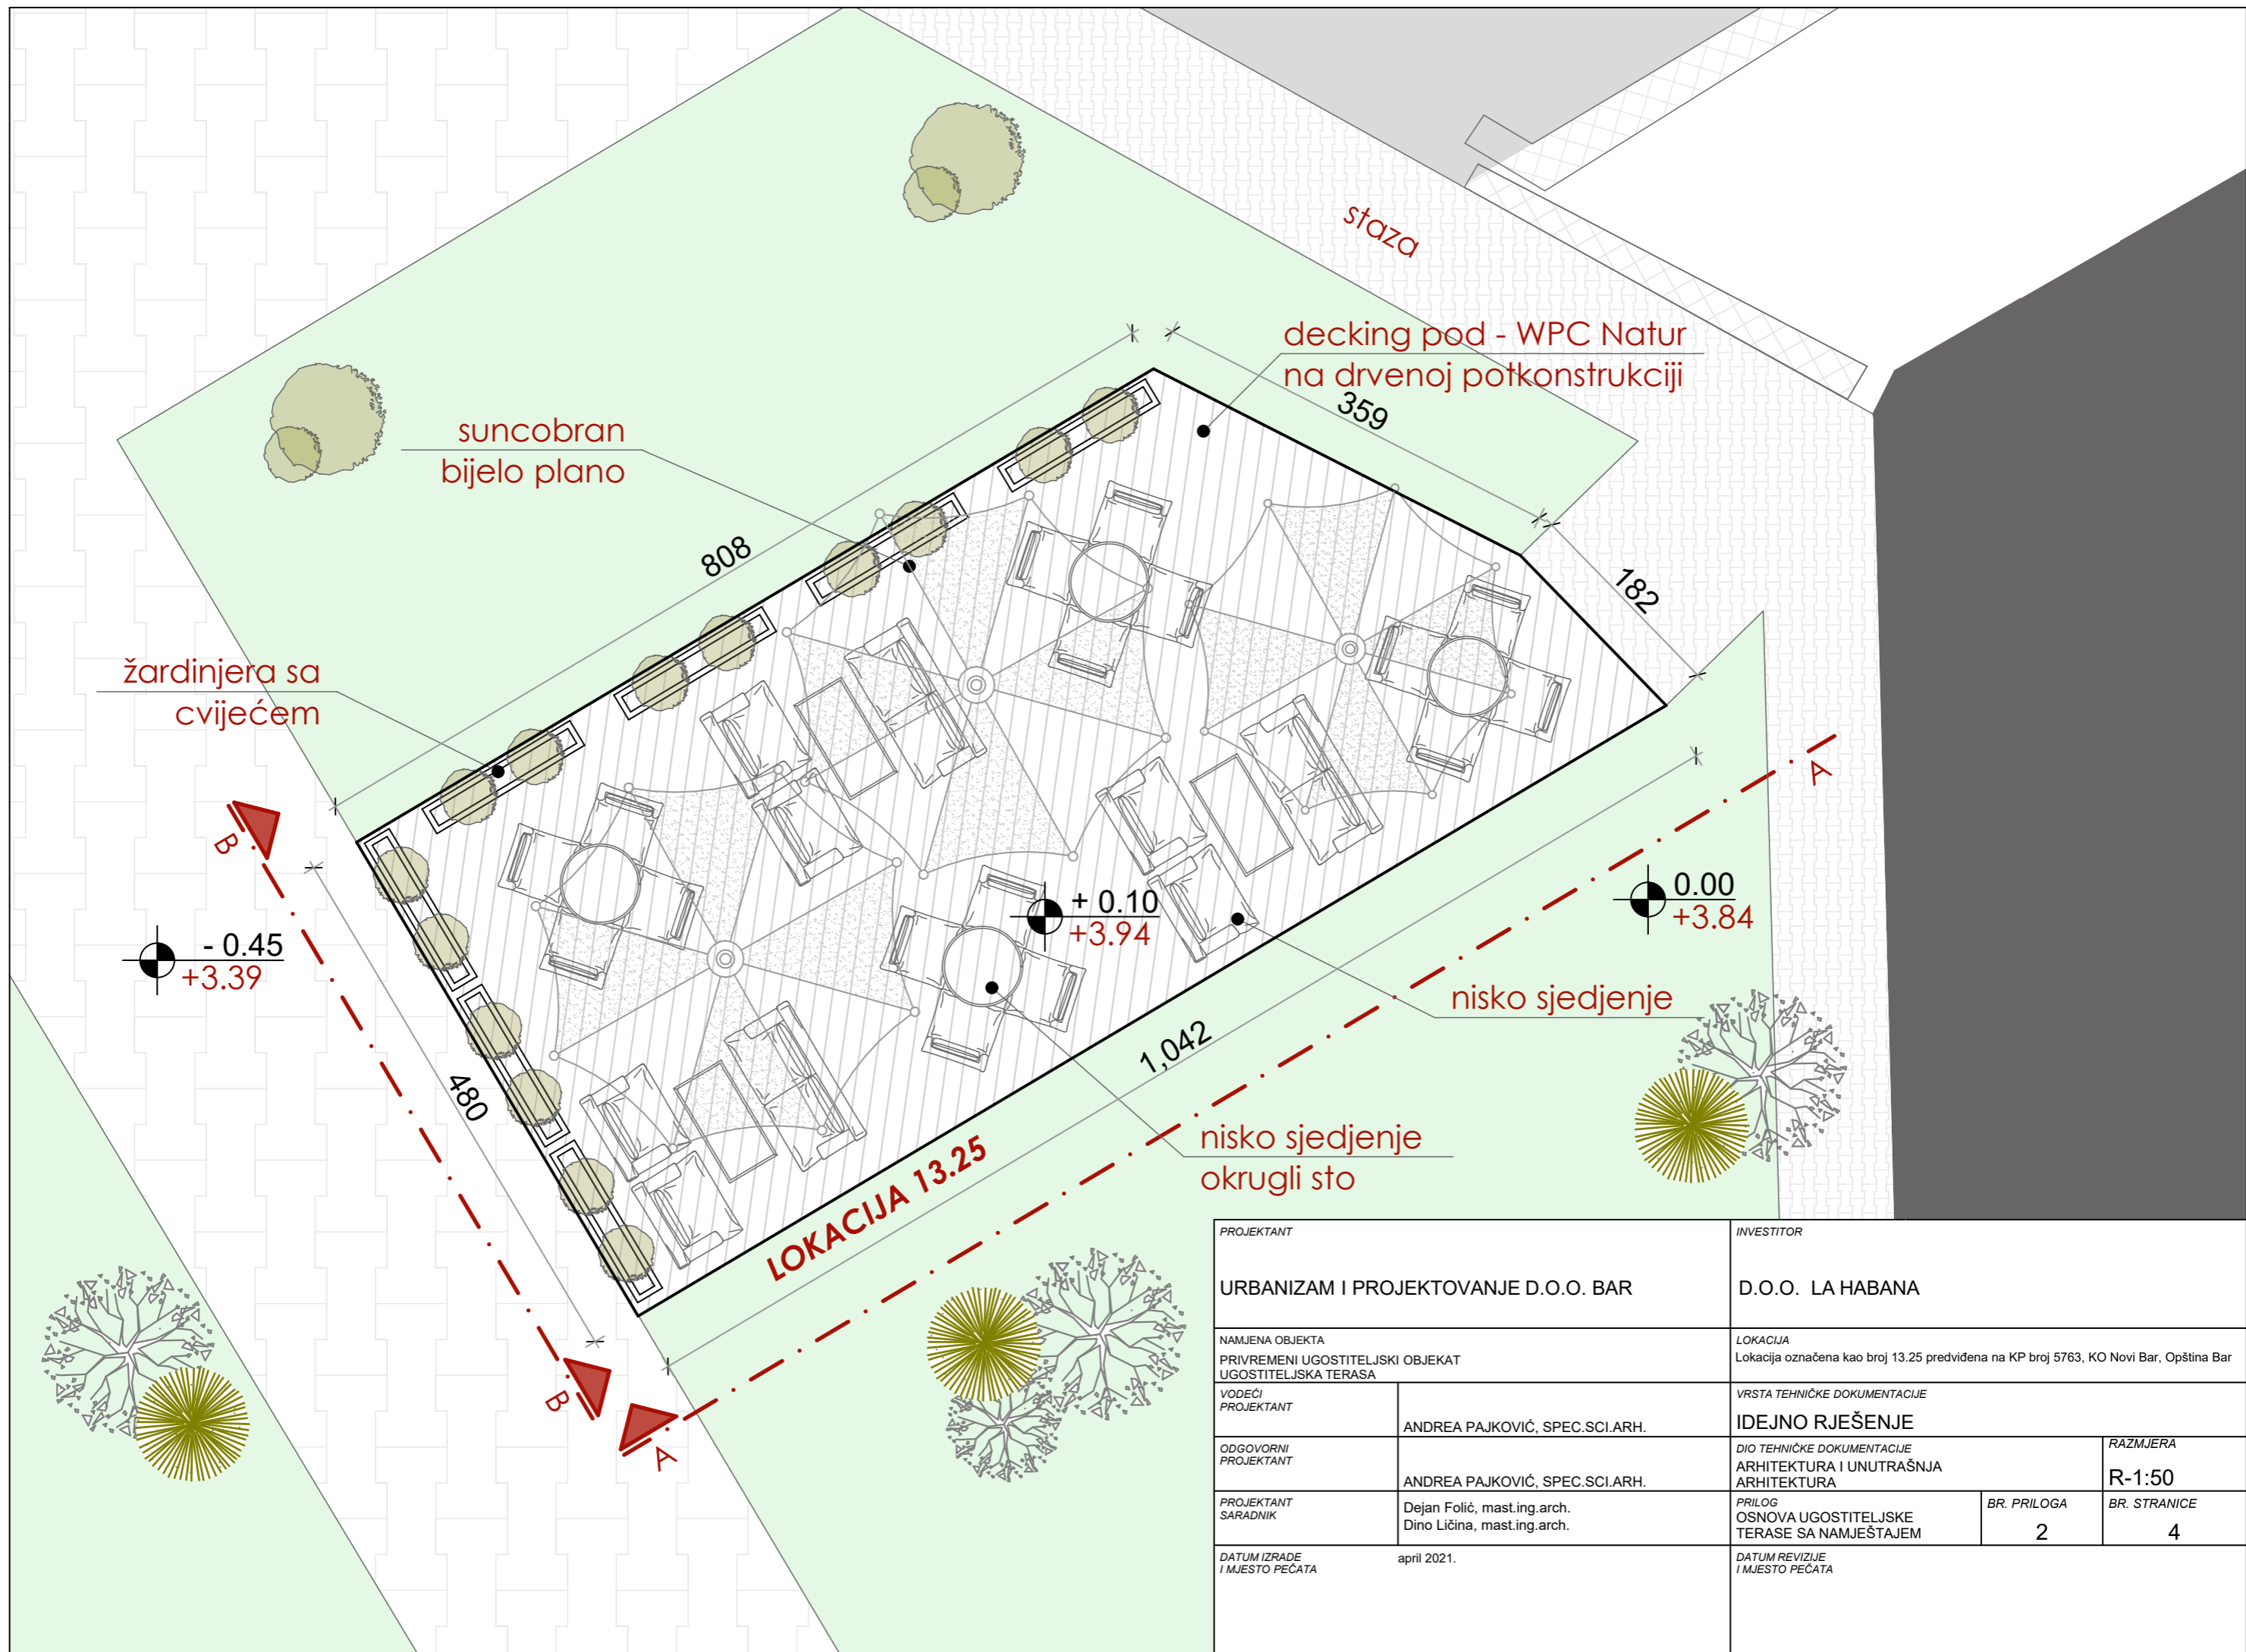 staza
decking pod - WPC Natur
na drvenoj potkonstrukciji
359
suncobran
bijelo plano
808
182
žardinjera sa
cvijećem
A
B
+ 0.10
+3.94
0.00
+3.84
- 0.45
+3.39
nisko sjedjenje
1,042
480
nisko sjedjenje
okrugli sto
LOKACIJA 13.25
B
A
PROJEKTANT
URBANIZAM I PROJEKTOVANJE D.O.O. BAR
INVESTITOR
D.O.O. LA HABANA
NAMJENA OBJEKTA
PRIVREMENI UGOSTITELJSKI OBJEKAT
UGOSTITELJSKA TERASA
LOKACIJA
Lokacija označena kao broj 13.25 predviđena na KP broj 5763, KO Novi Bar, Opština Bar
VODEĆI
PROJEKTANT
ANDREA PAJKOVIĆ, SPEC.SCI.ARH.
VRSTA TEHNIČKE DOKUMENTACIJE
IDEJNO RJEŠENJE
ODGOVORNI
PROJEKTANT
ANDREA PAJKOVIĆ, SPEC.SCI.ARH.
DIO TEHNIČKE DOKUMENTACIJE
ARHITEKTURA I UNUTRAŠNJA
ARHITEKTURA
RAZMJERA
R-1:50
PROJEKTANT
SARADNIK
Dejan Folić, mast.ing.arch.
Dino Ličina, mast.ing.arch.
PRILOG
OSNOVA UGOSTITELJSKE
TERASE SA NAMJEŠTAJEM
BR. PRILOGA
2
BR. STRANICE
4
DATUM IZRADE
I MJESTO PEČATA
april 2021.
DATUM REVIZIJE
I MJESTO PEČATA